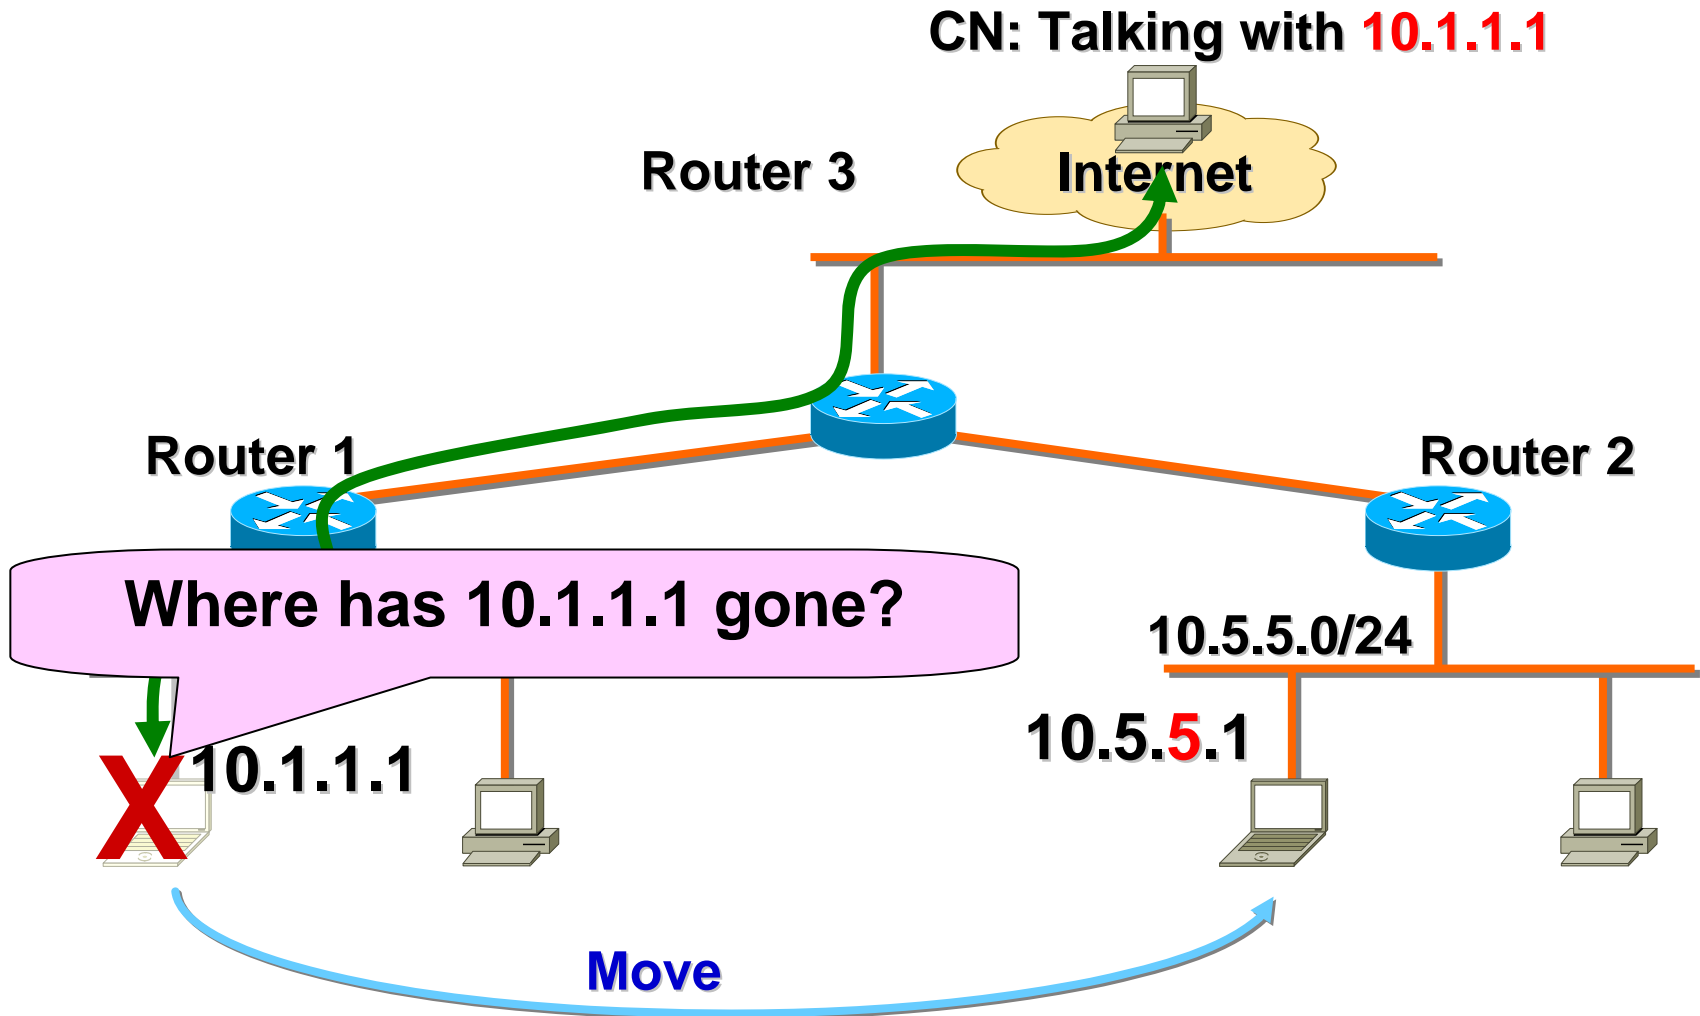 CN: Talking with 10.1.1.1
Router 3
Internet
Router 1
Router 2
Where has 10.1.1.1 gone?
10.5.5.0/24
10.5.5.1
10.1.1.1
X
Move